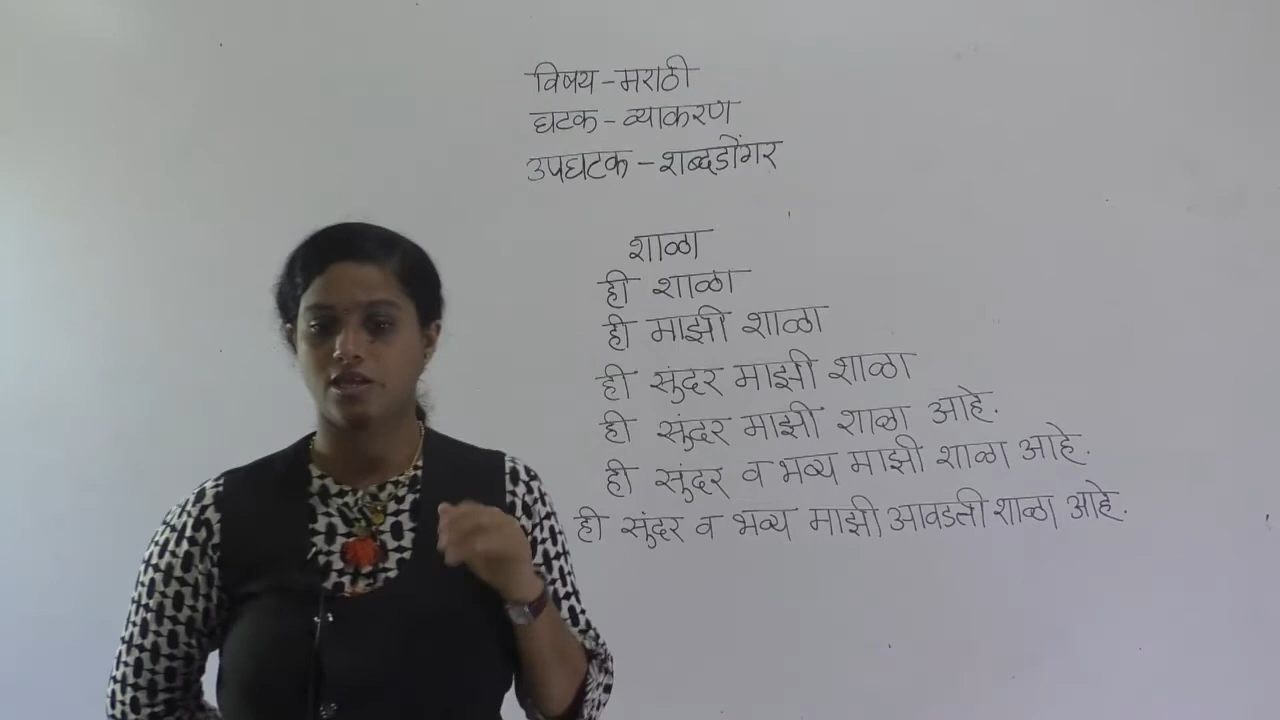 विषय - मराठी
घटक - व्याकरण
उपघटक - शब्दडोंगर
शाळा
ही शाळा
ही माझी शाळा
ही सुंदर माझी शाळा
ही सुंदर माझी शाळा आहे.
ही सुंदर व भव्य माझी शाळा आहे.
ही सुंदर व भव्य माझी आवडती शाळा आहे.